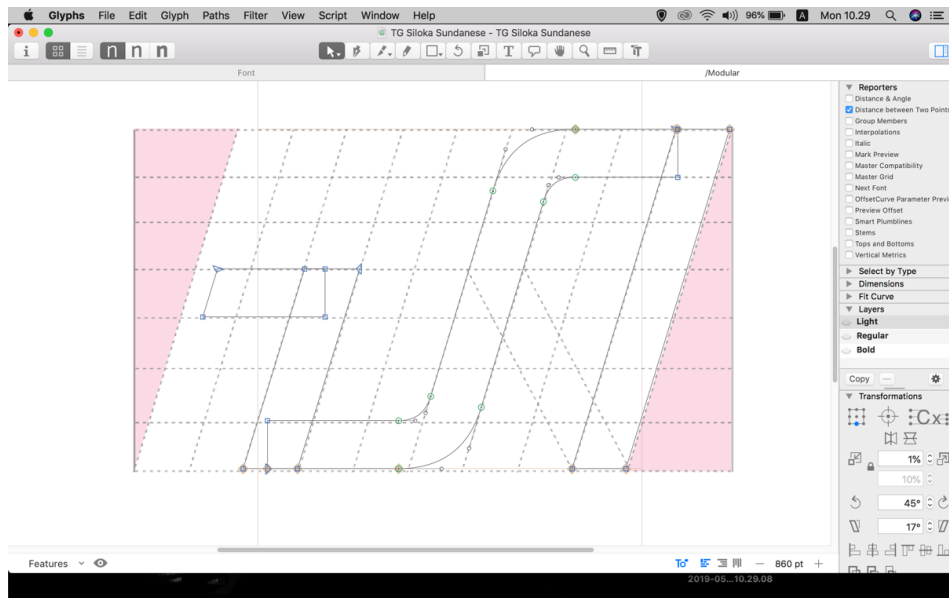 Glyphs File Edit Glyph Paths Filter View Script Window Help 96% A Mon 10.29
TG Siloka Sundanese - TG Siloka Sundanese
i n n n T
Font /Modular
Reporters
Distance & Angle
Distance between Two Points
Group Members
Interpolations
Italic
Mark Preview
Master Compatibility
Master Grid
Next Font
OffsetCurve Parameter Previ
Preview Offset
Smart Plumblines
Stems
Tops and Bottoms
Vertical Metrics
Select by Type
Dimensions
Fit Curve
Layers
Light
Regular
Bold
Copy
Transformations
Cx
1%
10%
45°
17°
Features 860 pt
2019-05...10.29.08